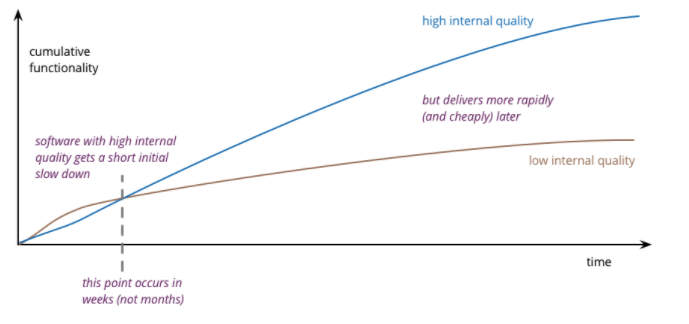 high internal quality
cumulative
functionality
but delivers more rapidly
(and cheaply) later
software with high internal
quality gets a short initial
slow down
low internal quality
time
this point occurs in
weeks (not months)